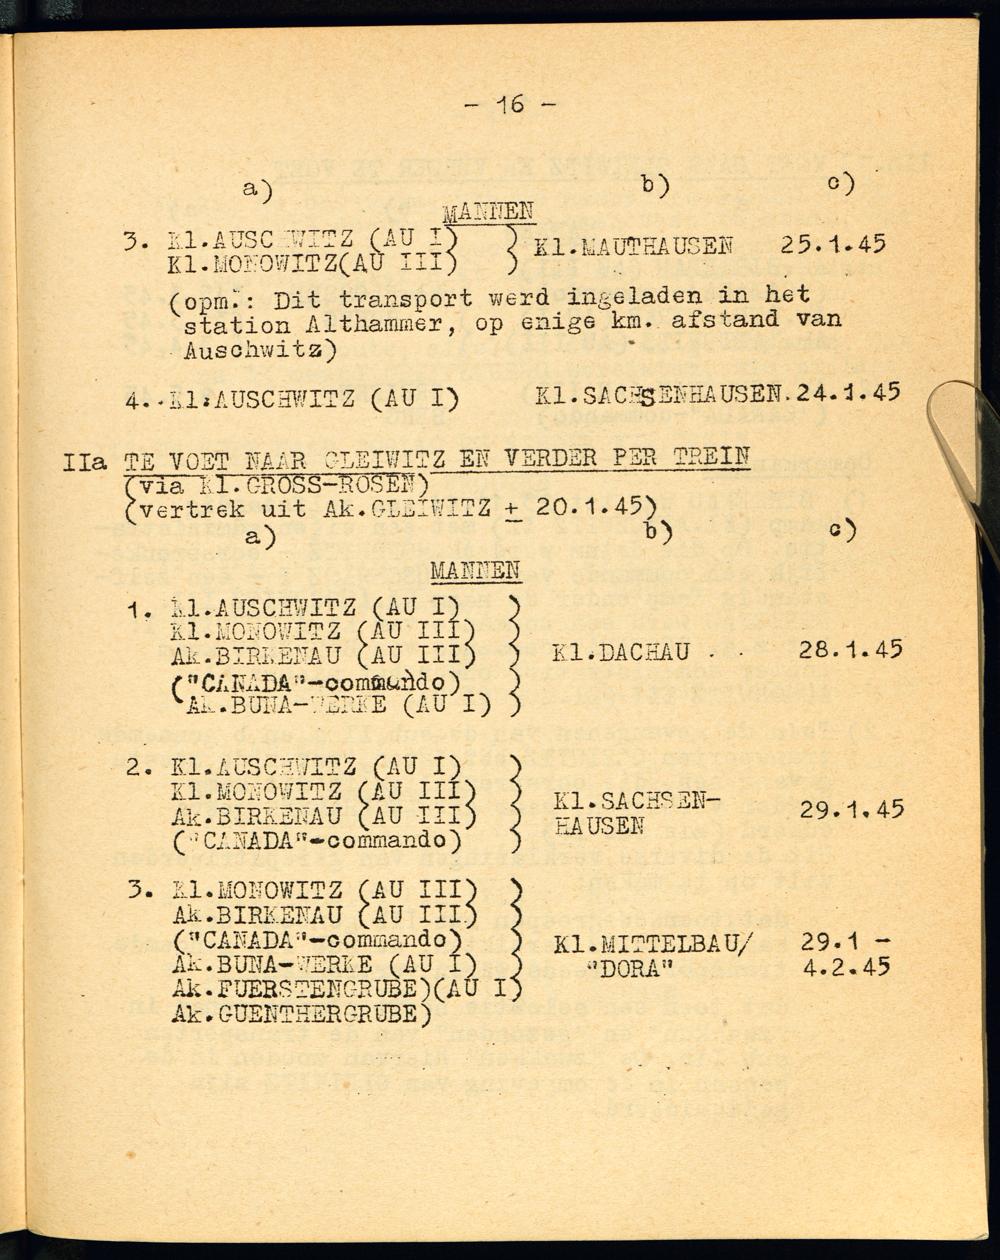 - 16 -
a) b) c)
MANNEN
3. Kl.AUSCHWITZ (AU I) ) Kl.MAUTHAUSEN 25.1.45
Kl.MONOWITZ(AU III) )
(opm.: Dit transport werd ingeladen in het
station Althammer, op enige km. afstand van
Auschwitz)
4. Kl.AUSCHWITZ (AU I) Kl.SACHSENHAUSEN.24.1.45
IIa TE VOET NAAR GLEIWITZ EN VERDER PER TREIN
(via Kl.GROSS-ROSEN)
(vertrek uit Ak.GLEIWITZ ± 20.1.45)
a) b) c)
MANNEN
1. Kl.AUSCHWITZ (AU I) )
Kl.MONOWITZ (AU III) )
Ak.BIRKENAU (AU III) ) Kl.DACHAU . . 28.1.45
("CANADA"-commando) )
Ak.BUNA-WERKE (AU I) )
2. Kl.AUSCHWITZ (AU I) )
Kl.MONOWITZ (AU III) )
Ak.BIRKENAU (AU III) ) Kl.SACHSEN- 29.1.45
("CANADA"-commando) ) HAUSEN
3. Kl.MONOWITZ (AU III) )
Ak.BIRKENAU (AU III) )
("CANADA"-commando) ) Kl.MITTELBAU/ 29.1 -
Ak.BUNA-WERKE (AU I) ) "DORA" 4.2.45
Ak.FUERSTENGRUBE)(AU I)
Ak.GUENTHERGRUBE)